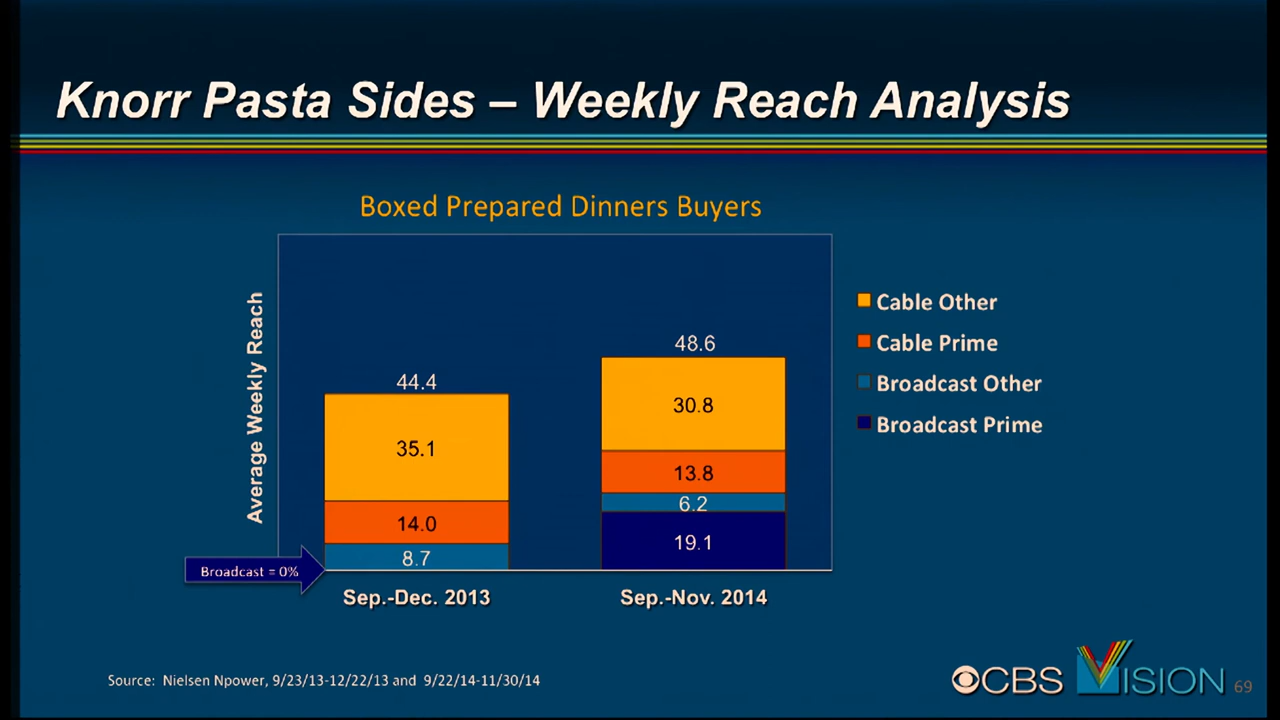 Knorr Pasta Sides – Weekly Reach Analysis
Boxed Prepared Dinners Buyers
Average Weekly Reach
44.4
35.1
14.0
8.7
48.6
30.8
13.8
6.2
19.1
Cable Other
Cable Prime
Broadcast Other
Broadcast Prime
Broadcast = 0%
Sep.-Dec. 2013
Sep.-Nov. 2014
Source: Nielsen Npower, 9/23/13-12/22/13 and 9/22/14-11/30/14
CBS VISION
69